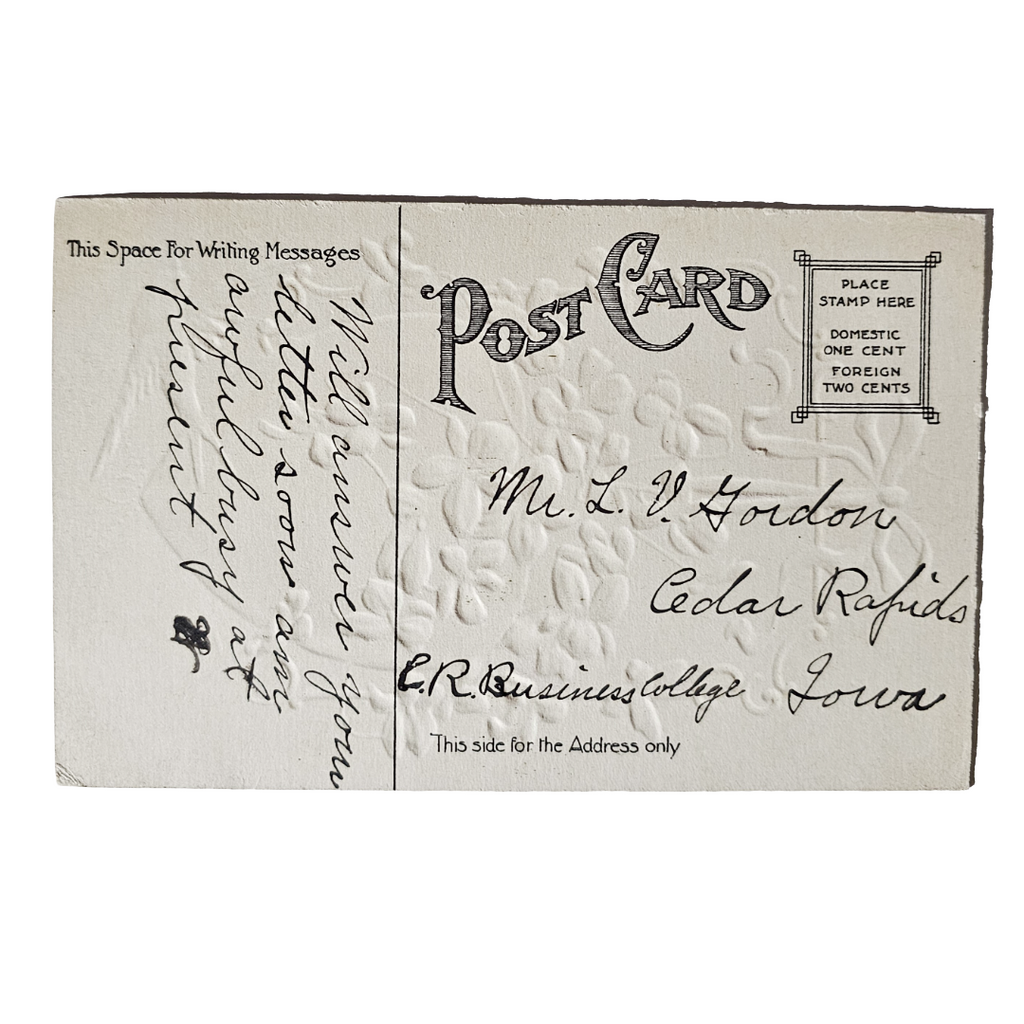 This Space For Writing Messages
Will answer your
letter soon am
awful busy at
present
POST CARD
PLACE
STAMP HERE
DOMESTIC
ONE CENT
FOREIGN
TWO CENTS
Mr. L. V. Gordon
Cedar Rapids
C.R. Business College Iowa
This side for the Address only